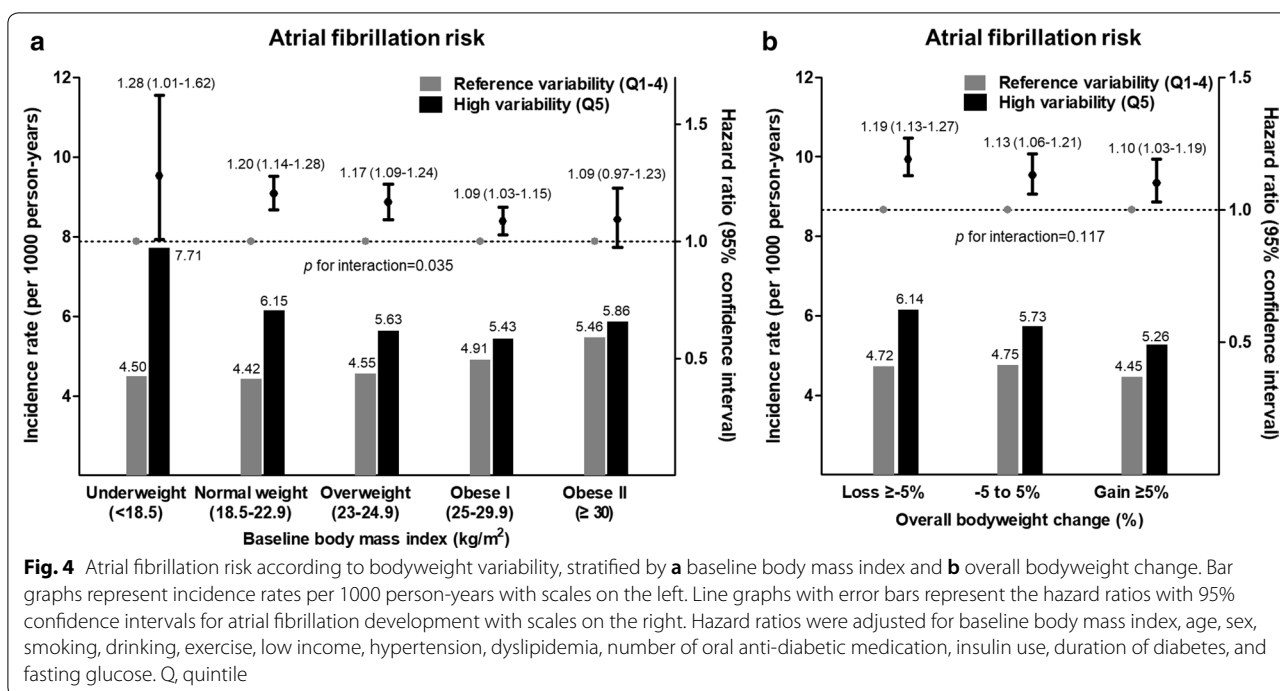 a
Atrial fibrillation risk
Reference variability (Q1-4)
High variability (Q5)
Incidence rate (per 1000 person-years)
12
10
8
6
4
Hazard ratio (95% confidence interval)
1.5
1.0
0.5
1.28 (1.01-1.62)
1.20 (1.14-1.28)
1.17 (1.09-1.24)
1.09 (1.03-1.15)
1.09 (0.97-1.23)
p for interaction=0.035
4.50
7.71
4.42
6.15
4.55
5.63
4.91
5.43
5.46
5.86
Underweight Normal weight Overweight Obese I Obese II
(<18.5) (18.5-22.9) (23-24.9) (25-29.9) (≥ 30)
Baseline body mass index (kg/m²)
b
Atrial fibrillation risk
Reference variability (Q1-4)
High variability (Q5)
Incidence rate (per 1000 person-years)
12
10
8
6
4
Hazard ratio (95% confidence interval)
1.5
1.0
0.5
1.19 (1.13-1.27)
1.13 (1.06-1.21)
1.10 (1.03-1.19)
p for interaction=0.117
4.72
6.14
4.75
5.73
4.45
5.26
Loss ≥-5% -5 to 5% Gain ≥5%
Overall bodyweight change (%)
Fig. 4 Atrial fibrillation risk according to bodyweight variability, stratified by a baseline body mass index and b overall bodyweight change. Bar
graphs represent incidence rates per 1000 person-years with scales on the left. Line graphs with error bars represent the hazard ratios with 95%
confidence intervals for atrial fibrillation development with scales on the right. Hazard ratios were adjusted for baseline body mass index, age, sex,
smoking, drinking, exercise, low income, hypertension, dyslipidemia, number of oral anti-diabetic medication, insulin use, duration of diabetes, and
fasting glucose. Q, quintile